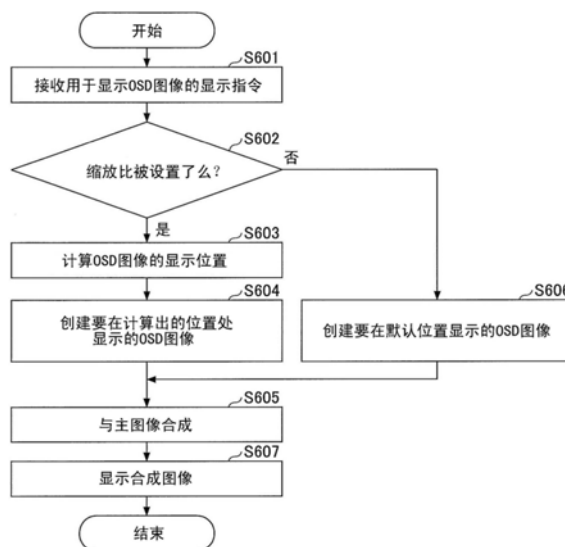 开始
S601
接收用于显示OSD图像的显示指令
S602
缩放比被设置了么?
否
是
S603
计算OSD图像的显示位置
S604
创建要在计算出的位置处
显示的OSD图像
S606
创建要在默认位置显示的OSD图像
S605
与主图像合成
S607
显示合成图像
结束